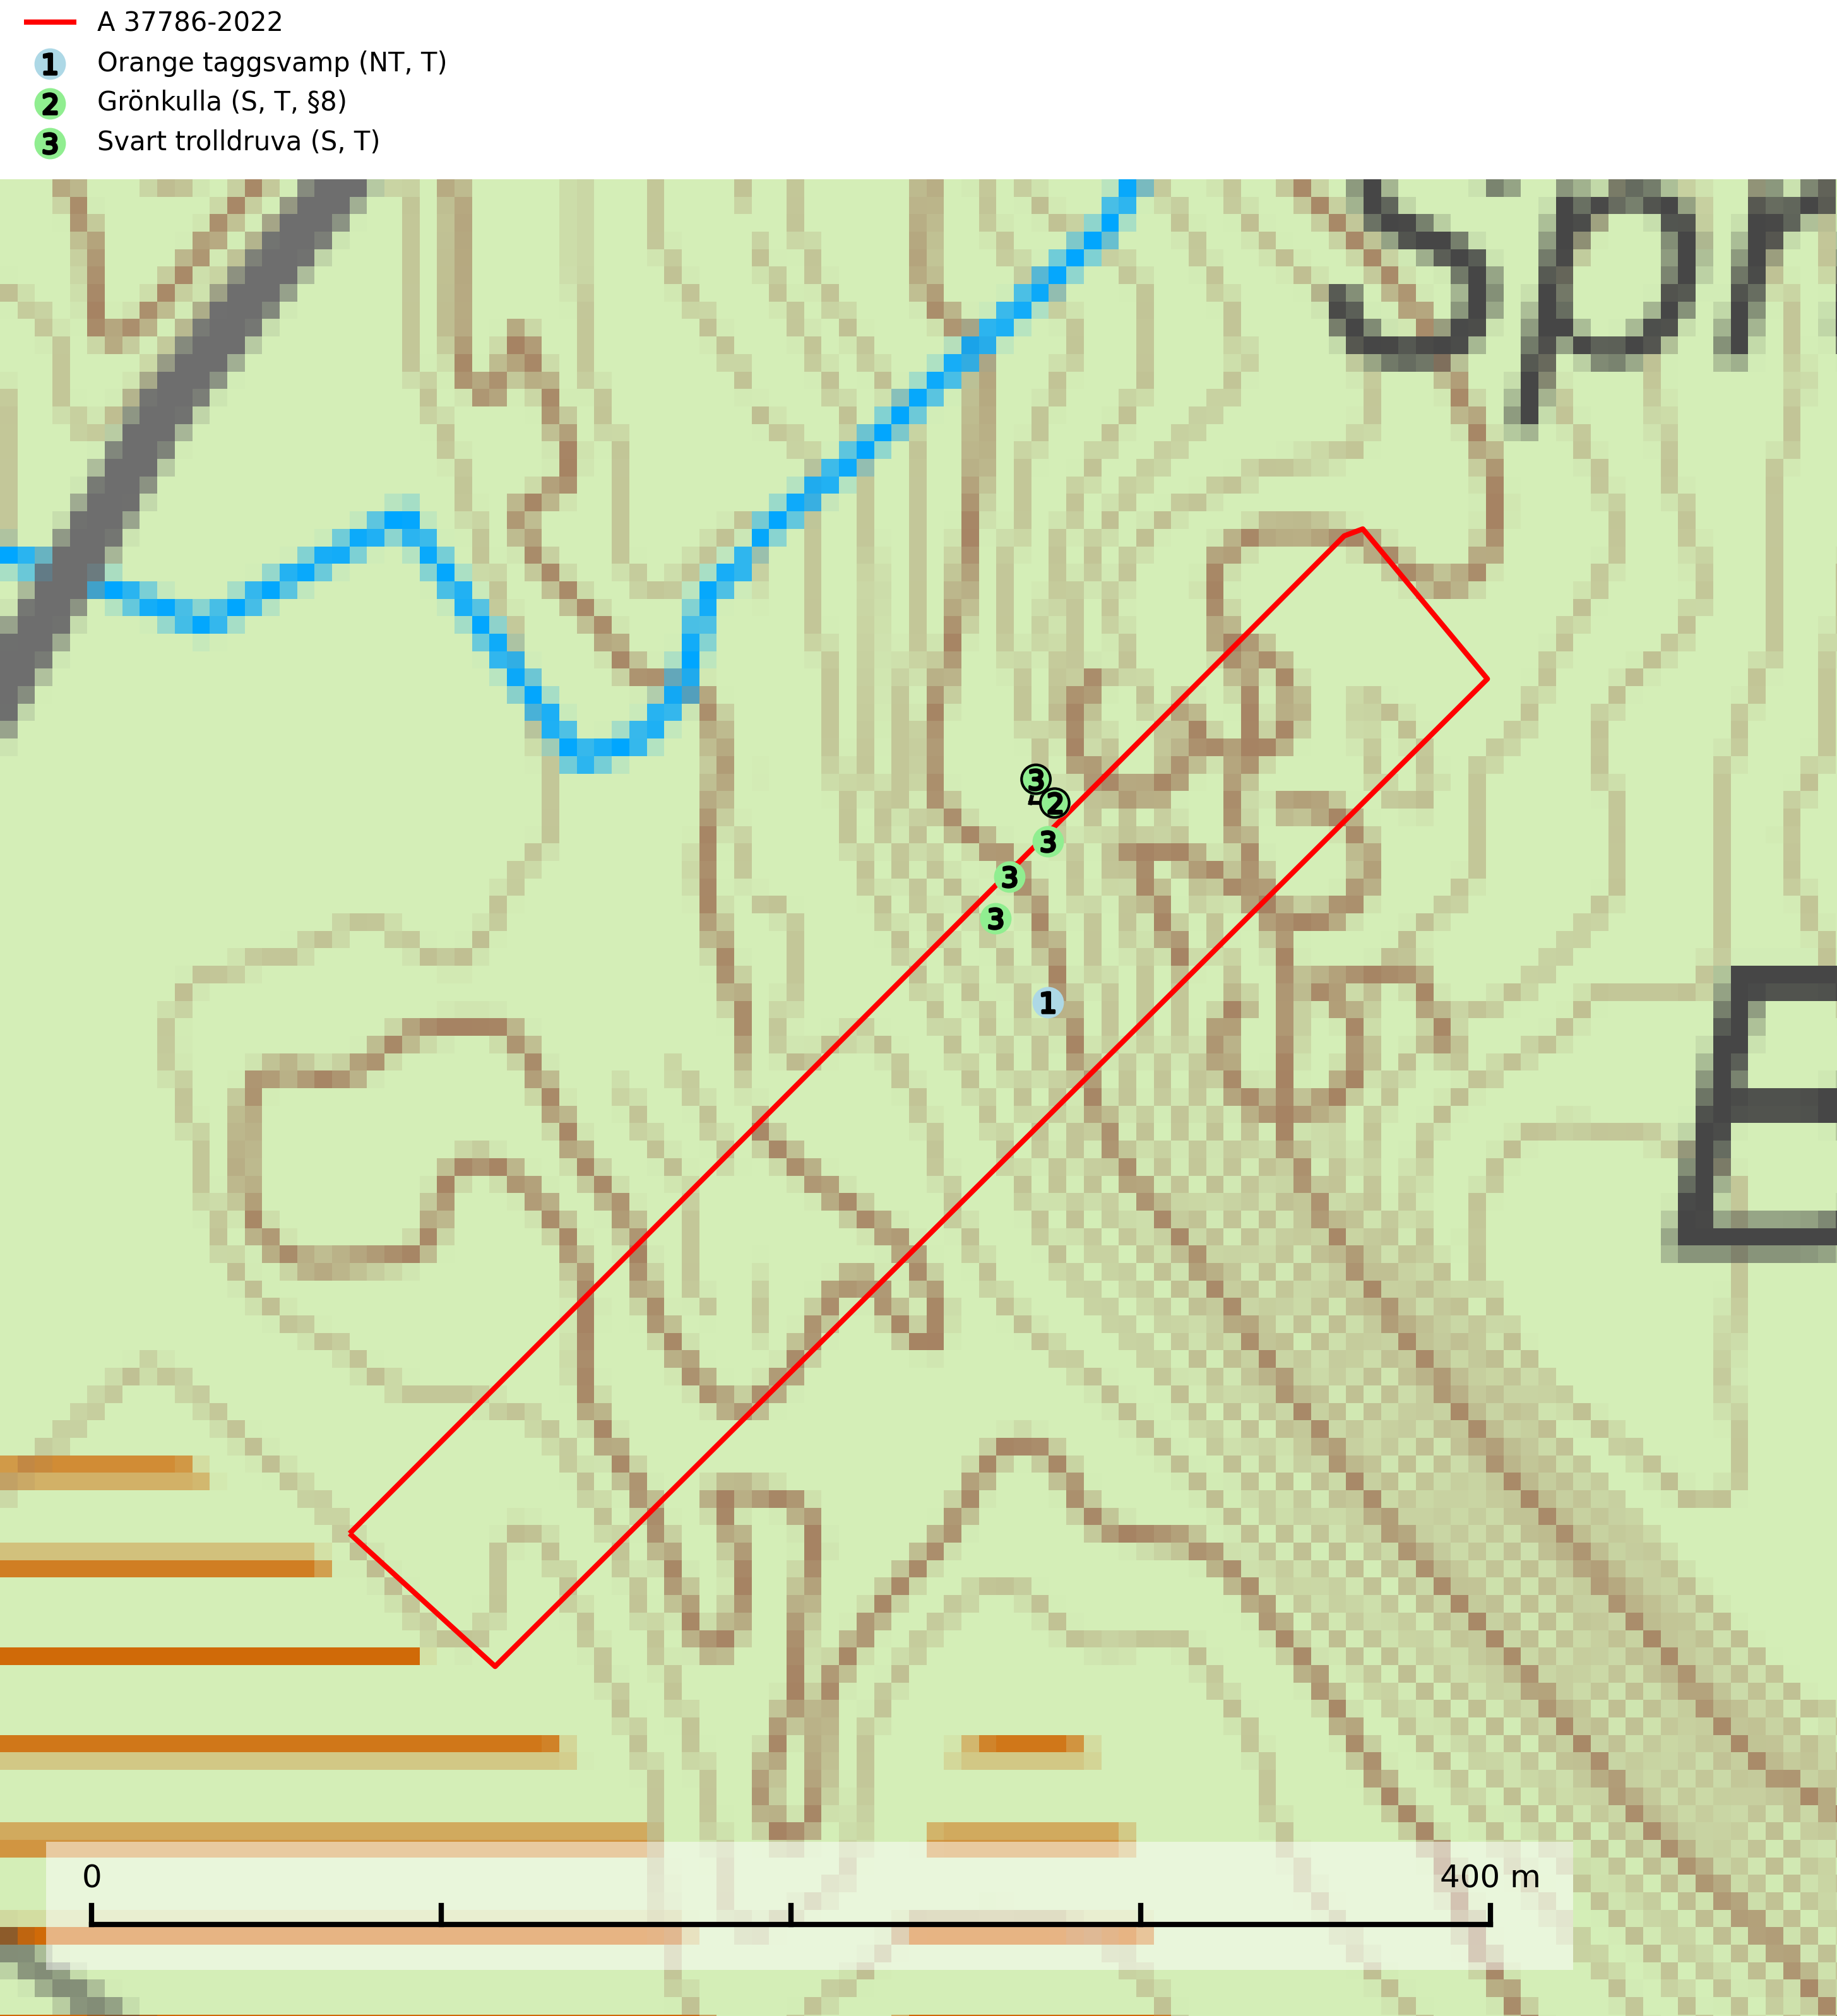 A 37786-2022
1 Orange taggsvamp (NT, T)
2 Grönkulla (S, T, §8)
3 Svart trolldruva (S, T)
Spr
3
2
3
3
3
1
E
0 400 m